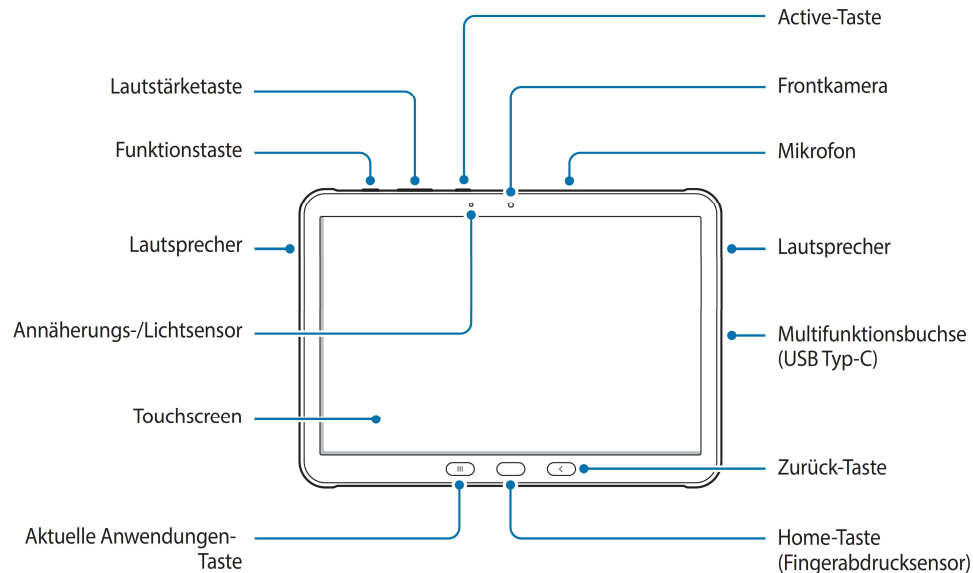 Active-Taste
Lautstärketaste
Frontkamera
Funktionstaste
Mikrofon
Lautsprecher
Lautsprecher
Annäherungs-/Lichtsensor
Multifunktionsbuchse
(USB Typ-C)
Touchscreen
Zurück-Taste
Aktuelle Anwendungen-
Taste
Home-Taste
(Fingerabdrucksensor)